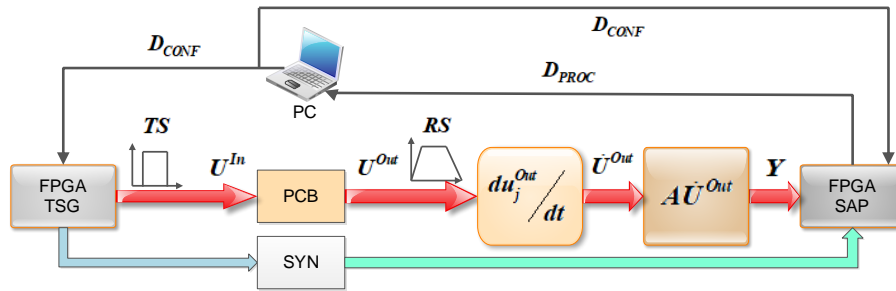 D_CONF
D_CONF
D_PROC
PC
TS
RS
U^In
U^Out
U̇^Out
Y
FPGA
TSG
PCB
du_j^Out / dt
AU̇^Out
FPGA
SAP
SYN